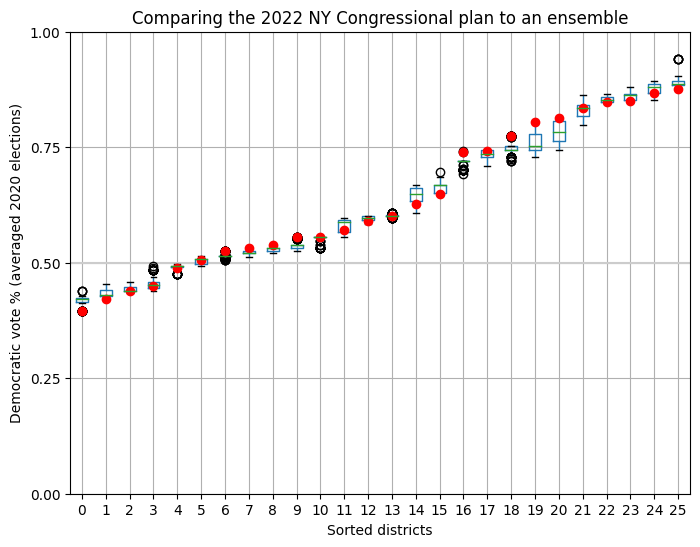 Comparing the 2022 NY Congressional plan to an ensemble
1.00
0.75
0.50
0.25
0.00
Democratic vote % (averaged 2020 elections)
0 1 2 3 4 5 6 7 8 9 10 11 12 13 14 15 16 17 18 19 20 21 22 23 24 25
Sorted districts